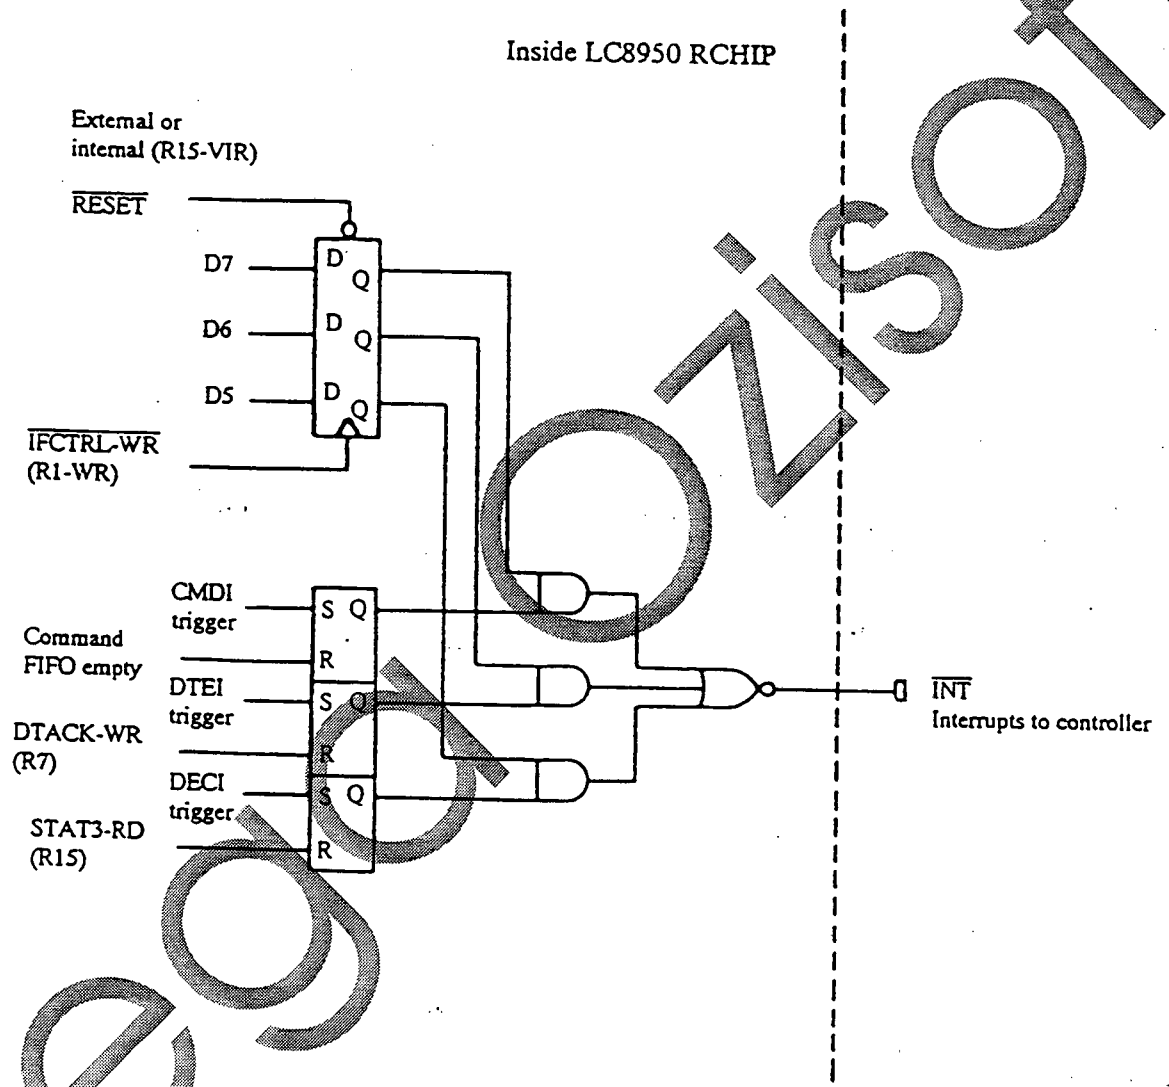 Inside LC8950 RCHIP
External or
internal (R15-VIR)
RESET
D7
D6
D5
IFCTRL-WR
(R1-WR)
D
Q
D
Q
D
Q
CMDI
trigger
Command
FIFO empty
DTEI
trigger
DTACK-WR
(R7)
DECI
trigger
STAT3-RD
(R15)
S Q
R
S Q
R
S Q
R
INT
Interrupts to controller